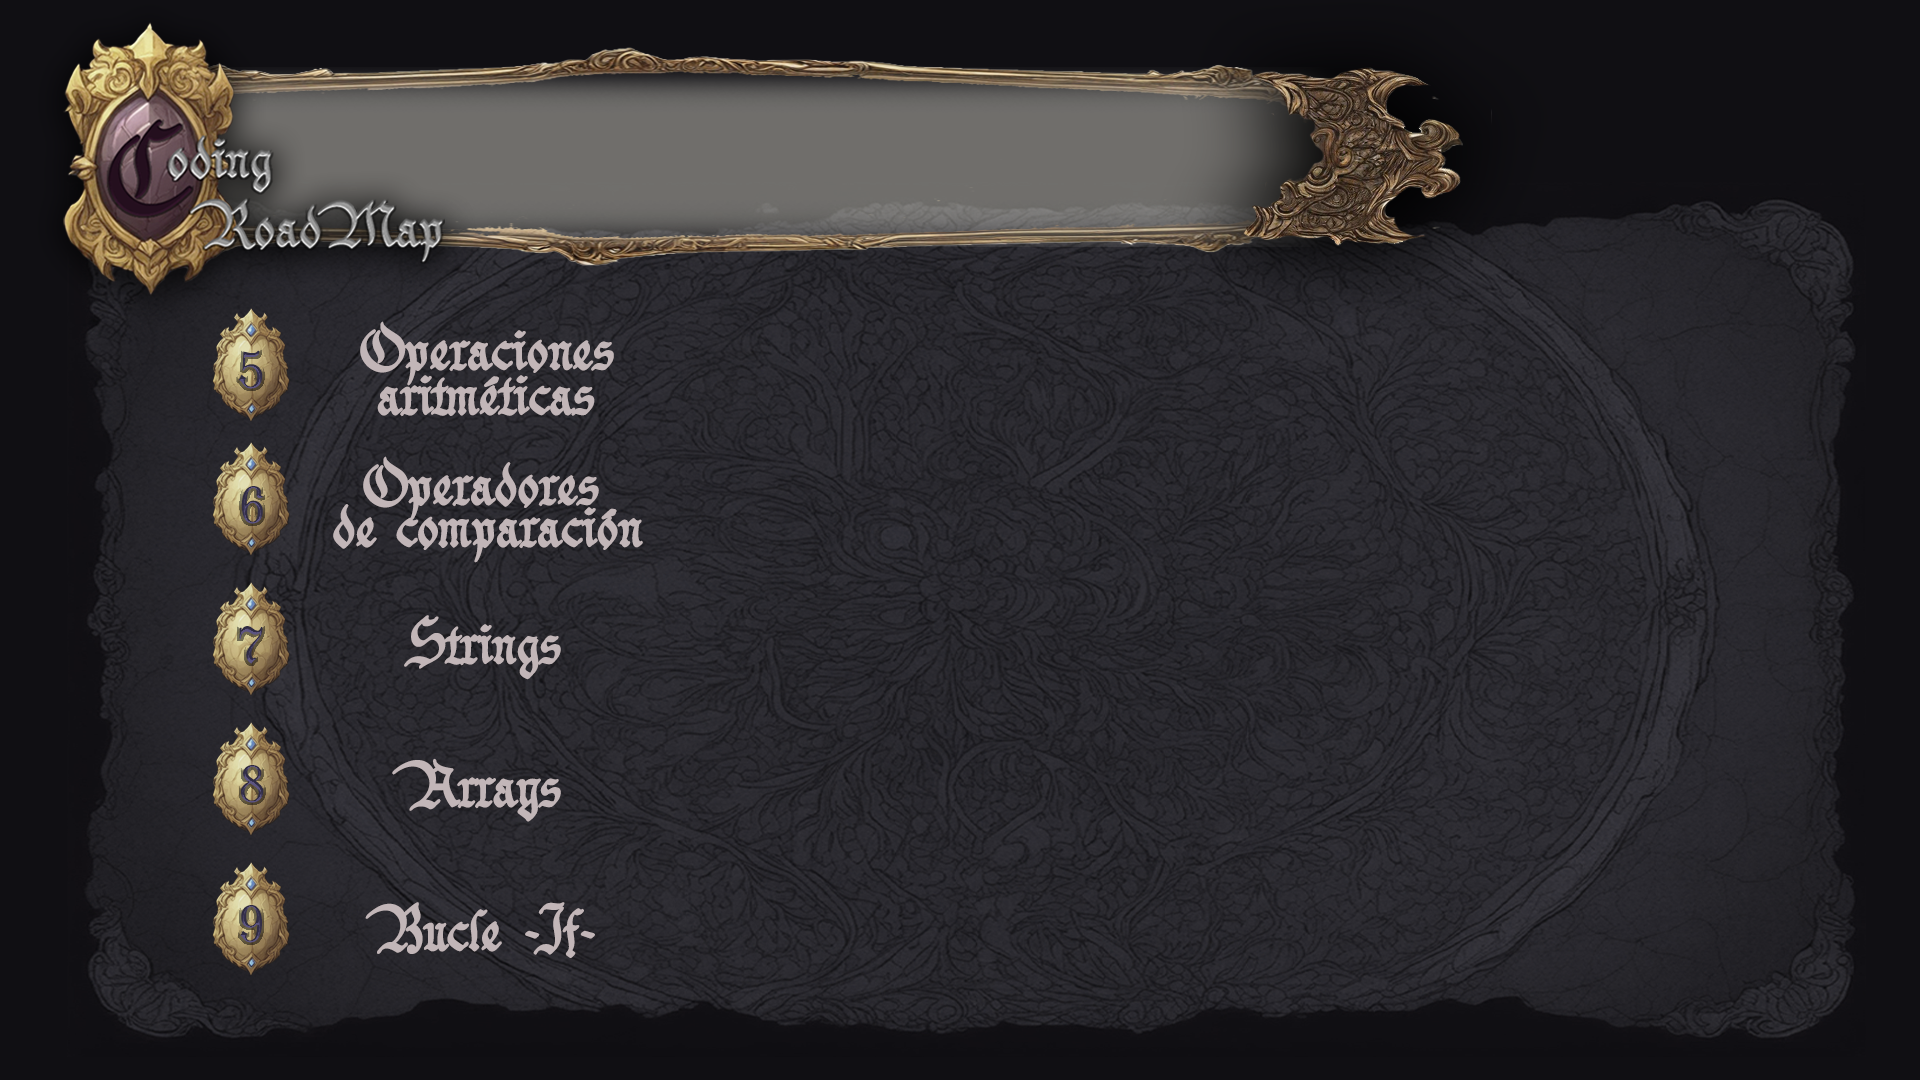 Coding
RoadMap
5
Operaciones
aritméticas
6
Operadores
de comparación
7
Strings
8
Arrays
9
Bucle -If-